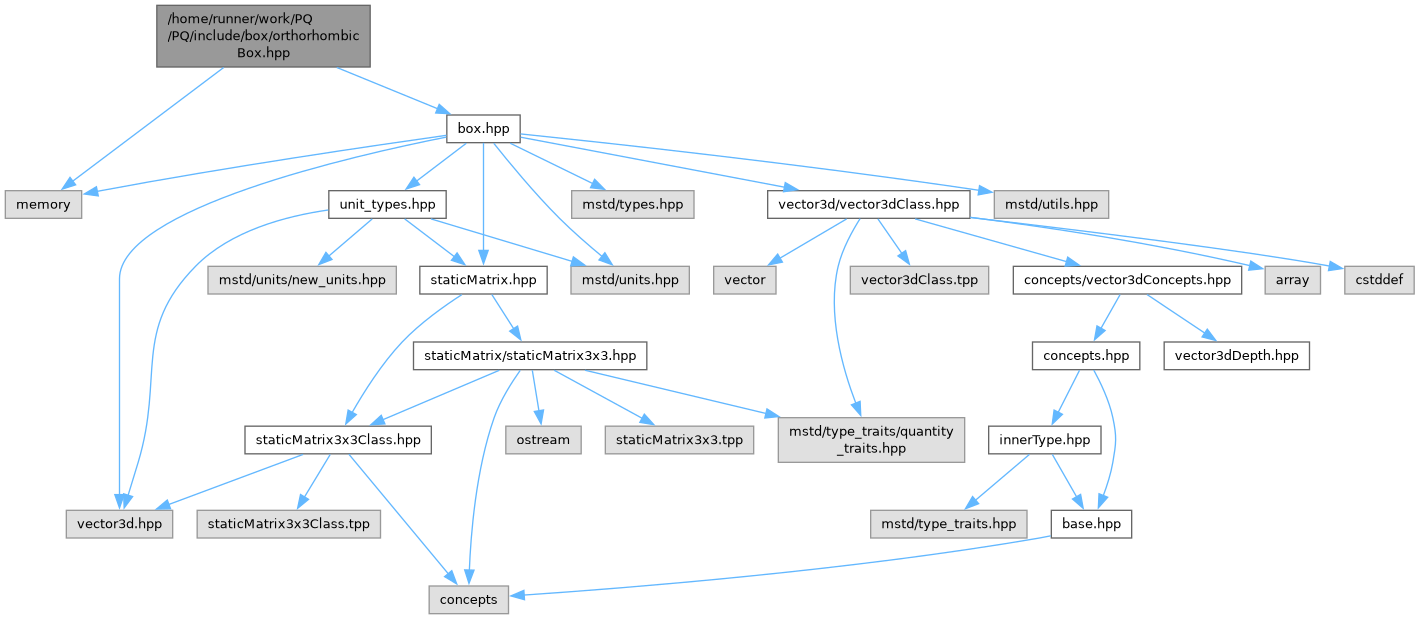 /home/runner/work/PQ
/PQ/include/box/orthorhombic
Box.hpp
box.hpp
memory
unit_types.hpp
mstd/types.hpp
vector3d/vector3dClass.hpp
mstd/utils.hpp
mstd/units/new_units.hpp
staticMatrix.hpp
mstd/units.hpp
vector
vector3dClass.tpp
concepts/vector3dConcepts.hpp
array
cstddef
staticMatrix/staticMatrix3x3.hpp
concepts.hpp
vector3dDepth.hpp
staticMatrix3x3Class.hpp
ostream
staticMatrix3x3.tpp
mstd/type_traits/quantity
_traits.hpp
innerType.hpp
vector3d.hpp
staticMatrix3x3Class.tpp
mstd/type_traits.hpp
base.hpp
concepts